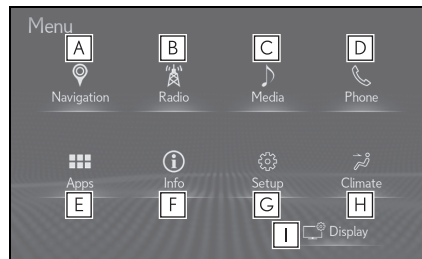 Menu
A B C D
Navigation Radio Media Phone
Apps Info Setup Climate
E F G H
I Display